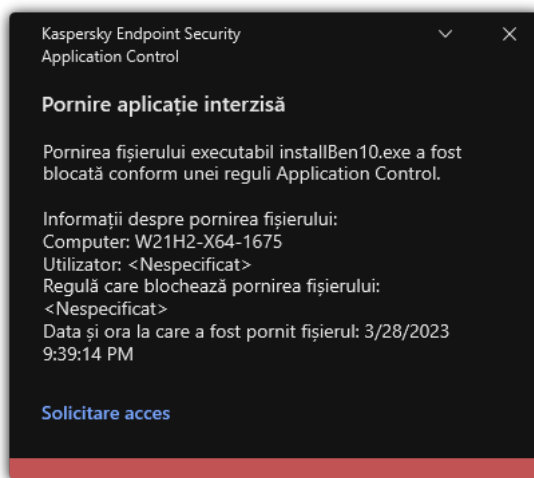 Kaspersky Endpoint Security
Application Control
Pornire aplicație interzisă
Pornirea fișierului executabil installBen10.exe a fost
blocată conform unei reguli Application Control.
Informații despre pornirea fișierului:
Computer: W21H2-X64-1675
Utilizator: <Nespecificat>
Regulă care blochează pornirea fișierului:
<Nespecificat>
Data și ora la care a fost pornit fișierul: 3/28/2023
9:39:14 PM
Solicitare acces